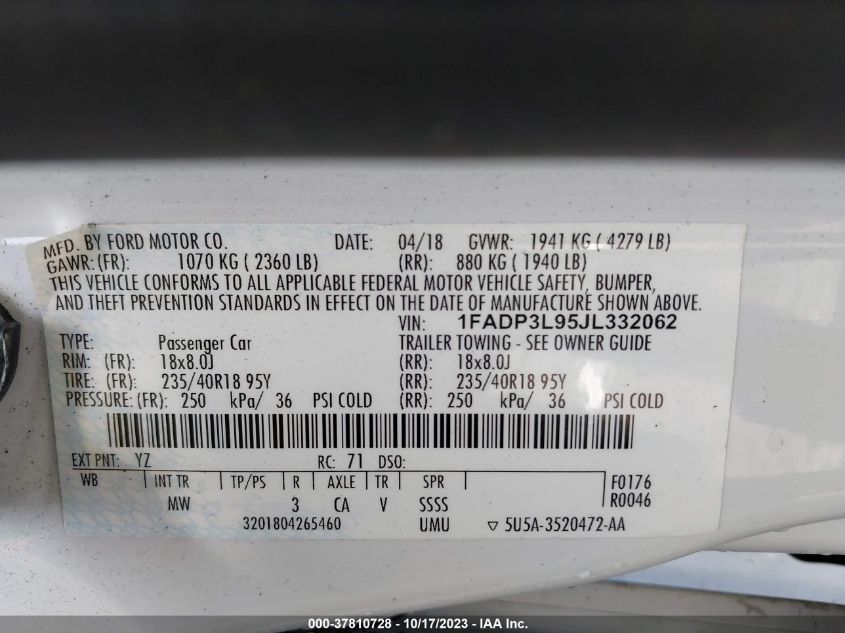 MFD. BY FORD MOTOR CO. DATE: 04/18 GVWR: 1941 KG ( 4279 LB)
GAWR:(FR): 1070 KG ( 2360 LB) (RR): 880 KG ( 1940 LB)
THIS VEHICLE CONFORMS TO ALL APPLICABLE FEDERAL MOTOR VEHICLE SAFETY, BUMPER,
AND THEFT PREVENTION STANDARDS IN EFFECT ON THE DATE OF MANUFACTURE SHOWN ABOVE.
VIN: 1FADP3L95JL332062
TYPE: Passenger Car TRAILER TOWING - SEE OWNER GUIDE
RIM: (FR): 18x8.0J (RR): 18x8.0J
TIRE: (FR): 235/40R18 95Y (RR): 235/40R18 95Y
PRESSURE: (FR): 250 kPa/ 36 PSI COLD (RR): 250 kPa/ 36 PSI COLD
EXT PNT: YZ RC: 71 DSO:
WB INT TR TP/PS R AXLE TR SPR F0176
MW 3 CA V SSSS R0046
3201804265460 UMU ▽ 5U5A-3520472-AA
000-37810728 - 10/17/2023 - IAA Inc.